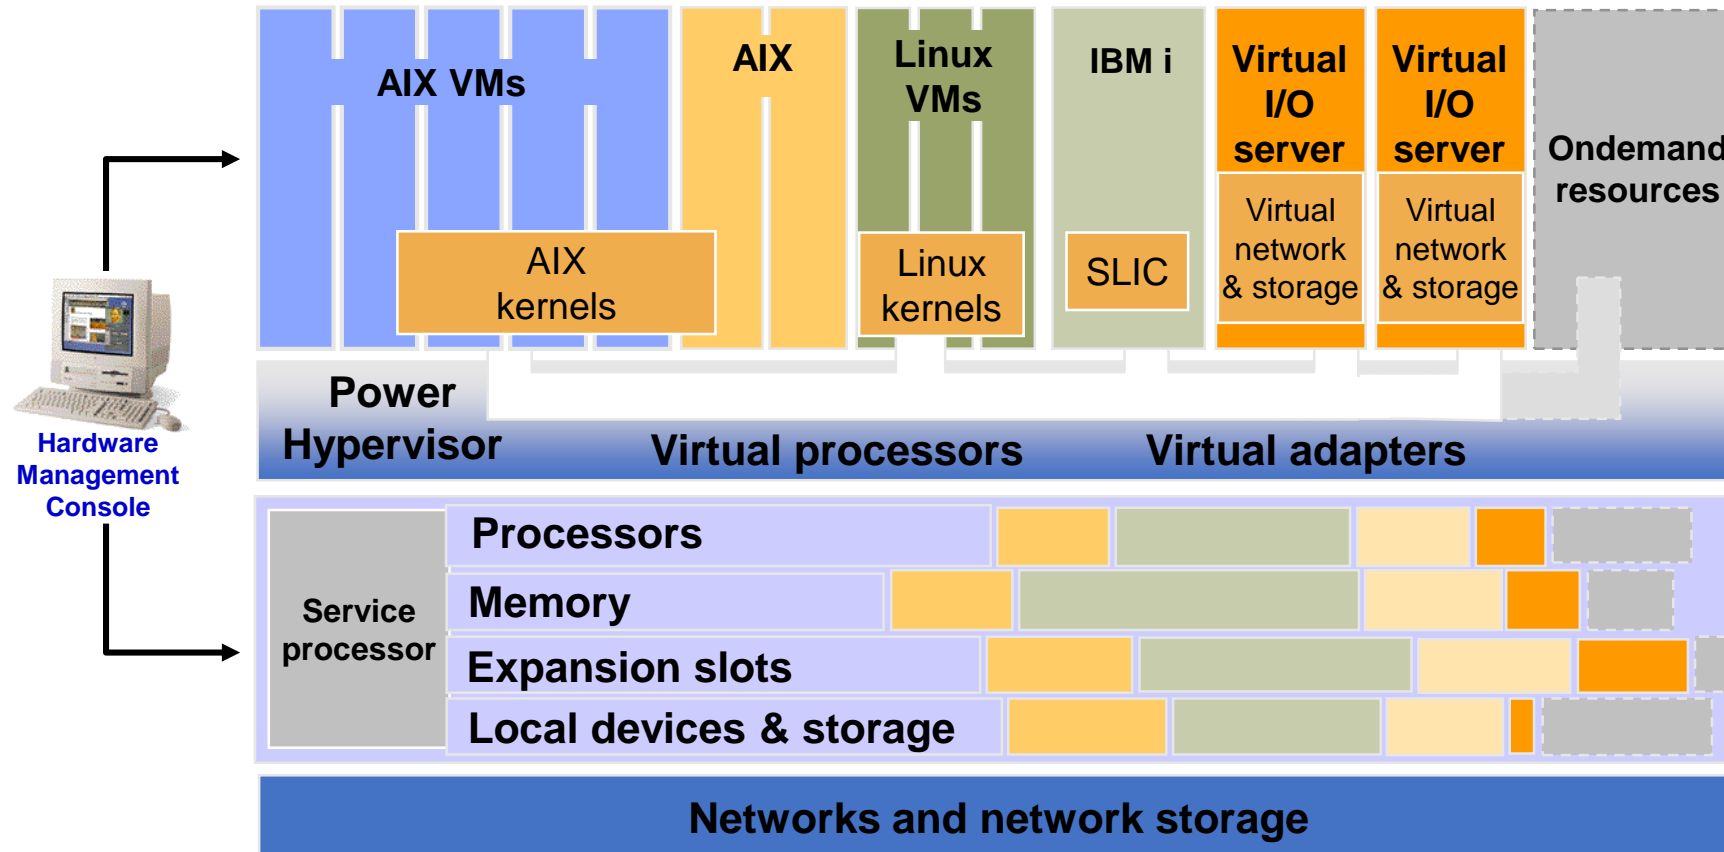 AIX VMs
AIX
Linux
VMs
IBM i
Virtual
I/O
server
Virtual
I/O
server
Ondemand
resources
AIX
kernels
Linux
kernels
SLIC
Virtual
network
& storage
Virtual
network
& storage
Hardware
Management
Console
Power
Hypervisor
Virtual processors
Virtual adapters
Service
processor
Processors
Memory
Expansion slots
Local devices & storage
Networks and network storage